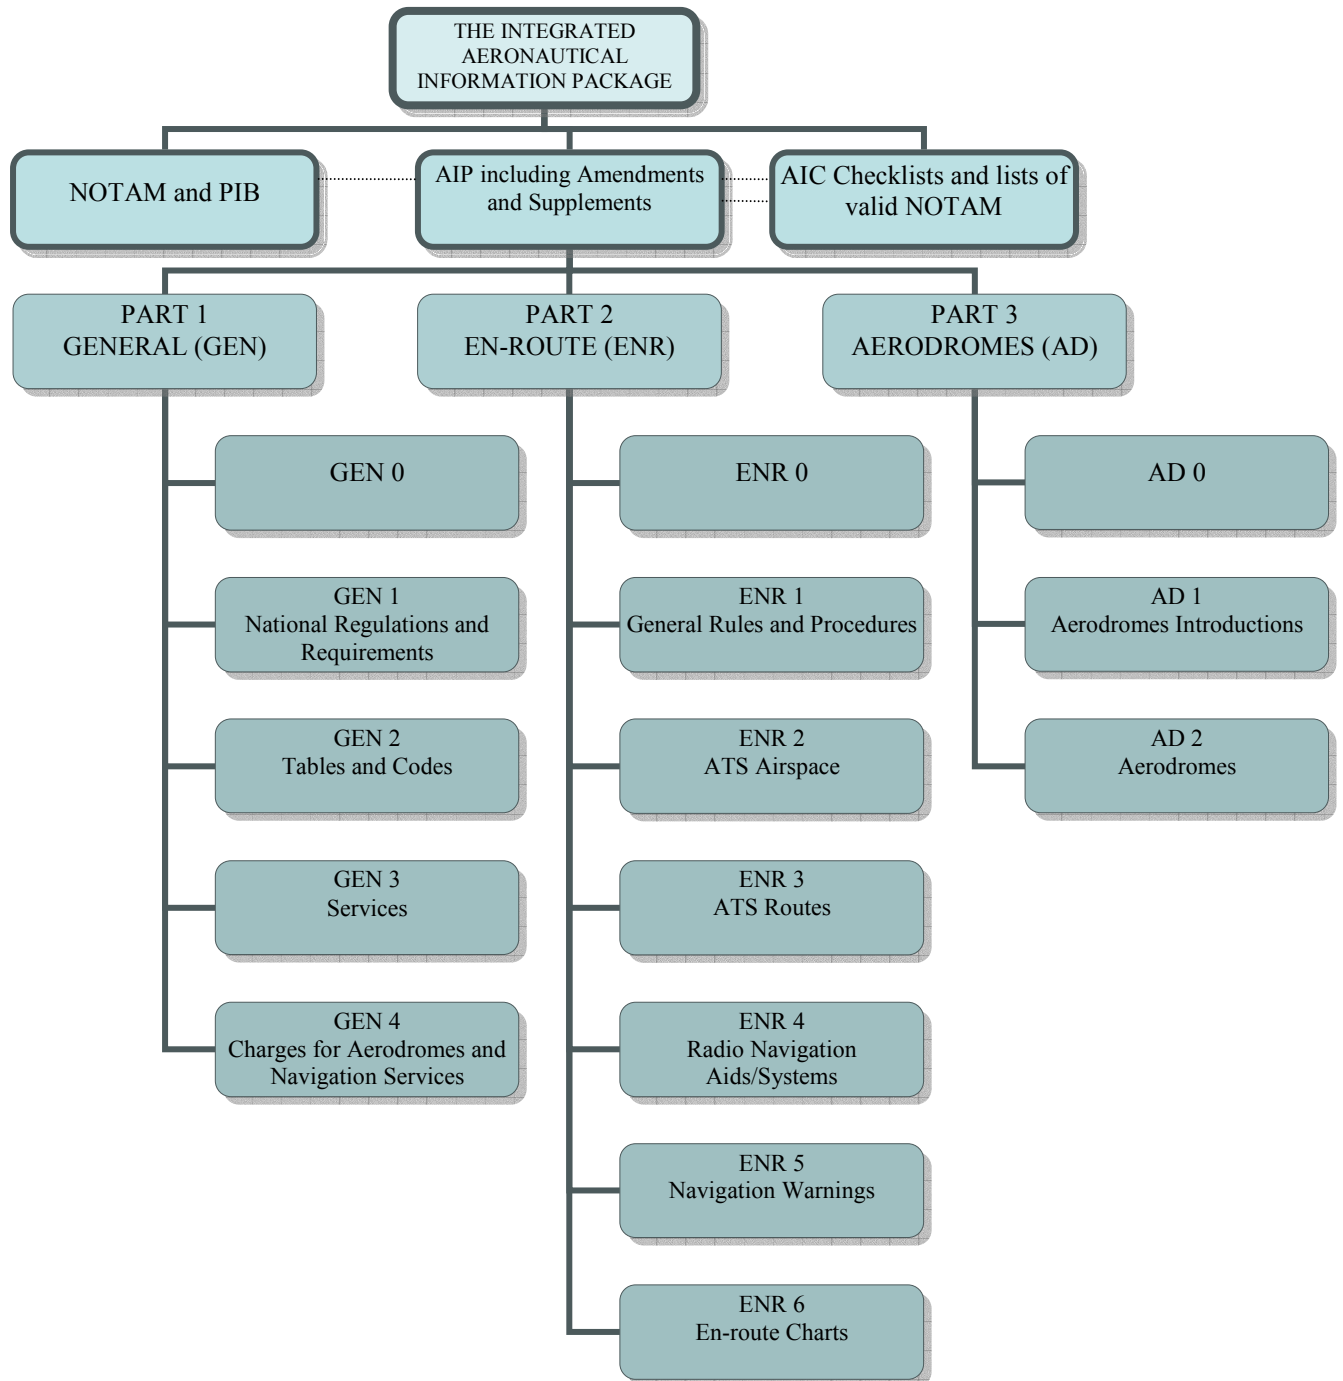 THE INTEGRATED
AERONAUTICAL
INFORMATION PACKAGE
NOTAM and PIB
AIP including Amendments
and Supplements
AIC Checklists and lists of
valid NOTAM
PART 1
GENERAL (GEN)
PART 2
EN-ROUTE (ENR)
PART 3
AERODROMES (AD)
GEN 0
ENR 0
AD 0
GEN 1
National Regulations and
Requirements
ENR 1
General Rules and Procedures
AD 1
Aerodromes Introductions
GEN 2
Tables and Codes
ENR 2
ATS Airspace
AD 2
Aerodromes
GEN 3
Services
ENR 3
ATS Routes
GEN 4
Charges for Aerodromes and
Navigation Services
ENR 4
Radio Navigation
Aids/Systems
ENR 5
Navigation Warnings
ENR 6
En-route Charts